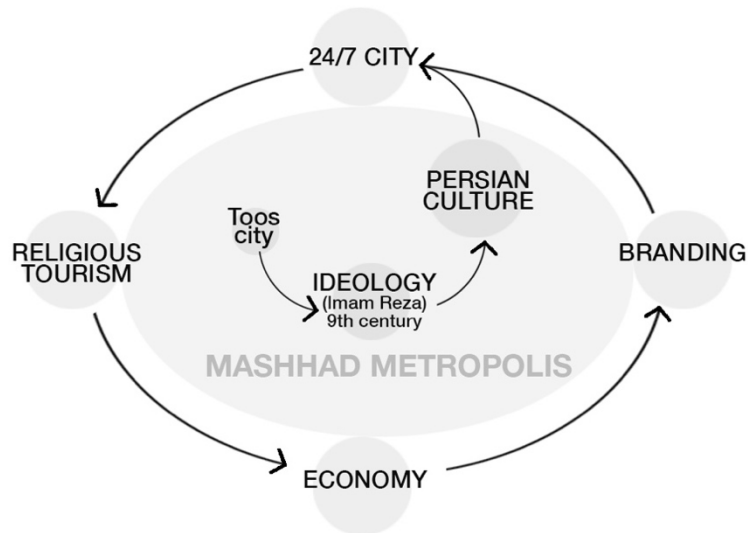 24/7 CITY
PERSIAN
CULTURE
Toos
city
RELIGIOUS
TOURISM
BRANDING
IDEOLOGY
(Imam Reza)
9th century
MASHHAD METROPOLIS
ECONOMY